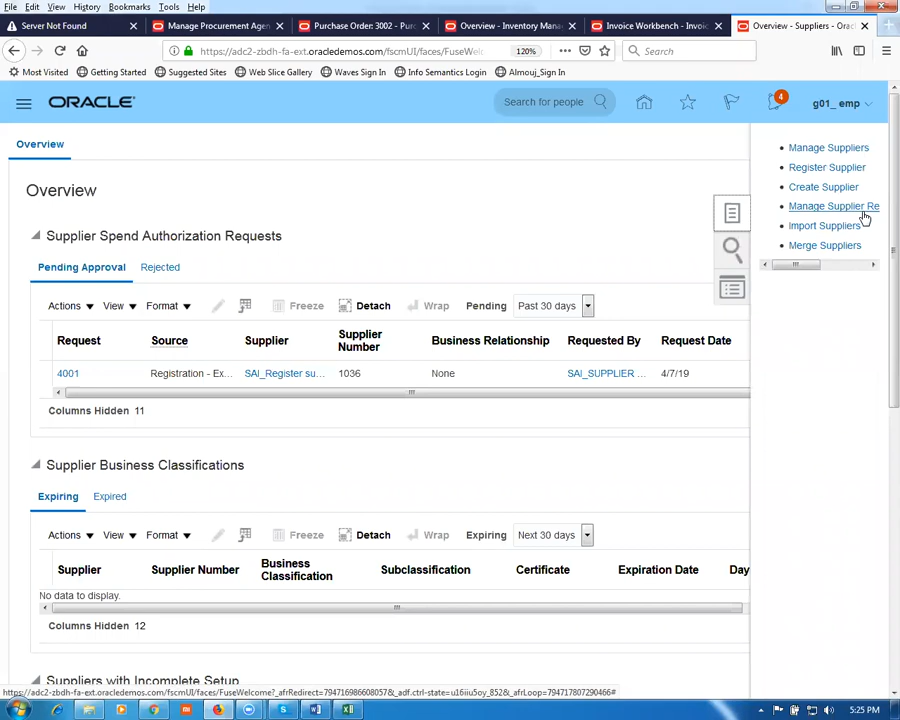 File Edit View History Bookmarks Tools Help
Server Not Found
Manage Procurement Agen
Purchase Order: 3002 - Purc
Overview - Inventory Mana
Invoice Workbench - Invoic
Overview - Suppliers - Orac
https://adc2-zbdh-fa-ext.oracledemos.com/fscmUI/faces/FuseWelc
120%
Search
Most Visited Getting Started Suggested Sites Web Slice Gallery Waves Sign In Info Semantics Login Almouj_Sign In
ORACLE
Search for people
4
g01_ emp
Overview
Manage Suppliers
Register Supplier
Create Supplier
Manage Supplier Re
Import Suppliers
Merge Suppliers
Overview
Supplier Spend Authorization Requests
Pending Approval Rejected
Actions View Format Freeze Detach Wrap Pending Past 30 days
Request Source Supplier Supplier Number Business Relationship Requested By Request Date
4001 Registration - Ex... SAI_Register su... 1036 None SAI_SUPPLIER ... 4/7/19
Columns Hidden 11
Supplier Business Classifications
Expiring Expired
Actions View Format Freeze Detach Wrap Expiring Next 30 days
Supplier Supplier Number Business Classification Subclassification Certificate Expiration Date Day
No data to display.
Columns Hidden 12
Suppliers with Incomplete Setup
5:25 PM